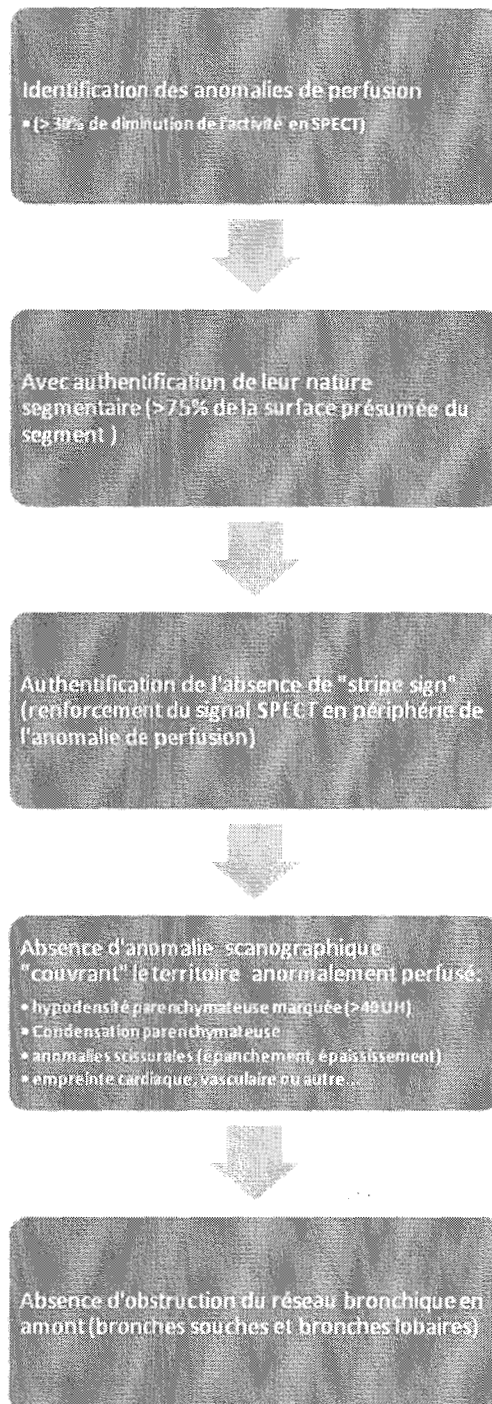 Identification des anomalies de perfusion
• (> 30% de diminution de l'activité en SPECT)
Avec authentification de leur nature
segmentaire (>75% de la surface présumée du
segment )
Authentification de l'absence de "stripe sign"
(renforcement du signal SPECT en périphérie de
l'anomalie de perfusion)
Absence d'anomalie scanographique
"couvrant" le territoire anormalement perfusé:
• hypodensité parenchymateuse marquée (>40 UH)
• Condensation parenchymateuse
• anomalies scissurales (épanchement, épaississement)
• empreinte cardiaque, vasculaire ou autre...
Absence d'obstruction du réseau bronchique en
amont (bronches souches et bronches lobaires)